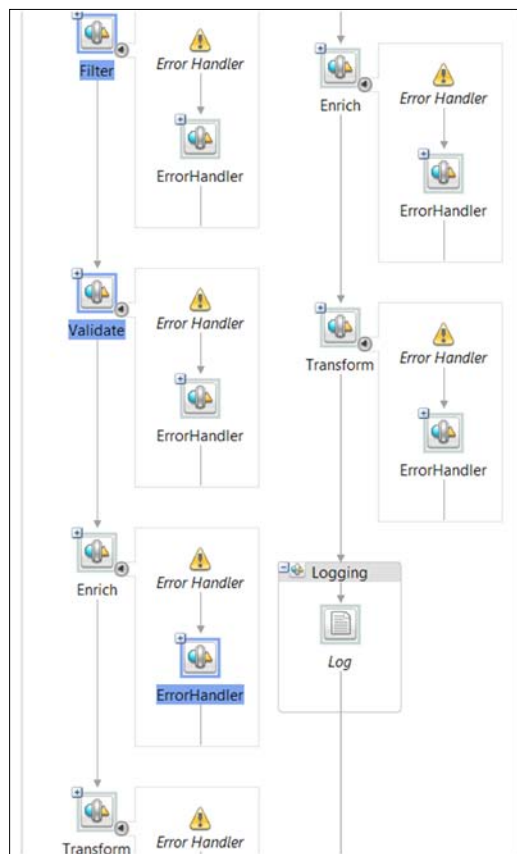 Filter
Error Handler
ErrorHandler
Validate
Error Handler
ErrorHandler
Enrich
Error Handler
ErrorHandler
Transform
Error Handler
Enrich
Error Handler
ErrorHandler
Transform
Error Handler
ErrorHandler
Logging
Log